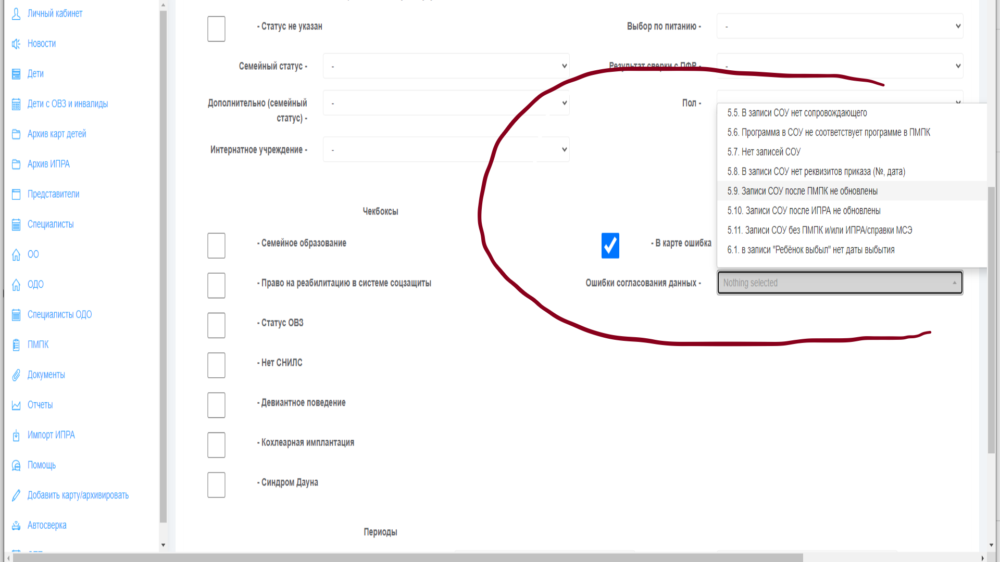 Личный кабинет
Новости
Дети
Дети с ОВЗ и инвалиды
Архив карт детей
Архив ИПРА
Представители
Специалисты
ОО
ОДО
Специалисты ОДО
ПМПК
Документы
Отчеты
Импорт ИПРА
Помощь
Добавить карту/архивировать
Автосверка
- Статус не указан
Выбор по питанию -
-
Семейный статус -
-
Результат сверки с ПФР -
-
Дополнительно (семейный
статус) -
-
Пол -
Интернатное учреждение -
-
5.5. В записи СОУ нет сопровождающего
5.6. Программа в СОУ не соответствует программе в ПМПК
5.7. Нет записей СОУ
5.8. В записи СОУ нет реквизитов приказа (№, дата)
5.9. Записи СОУ после ПМПК не обновлены
5.10. Записи СОУ после ИПРА не обновлены
5.11. Записи СОУ без ПМПК и/или ИПРА/справки МСЭ
6.1. в записи "Ребёнок выбыл" нет даты выбытия
Чекбоксы
- Семейное образование
- В карте ошибка
- Право на реабилитацию в системе соцзащиты
Ошибки согласования данных -
Nothing selected
- Статус ОВЗ
- Нет СНИЛС
- Девиантное поведение
- Кохлеарная имплантация
- Синдром Дауна
Периоды